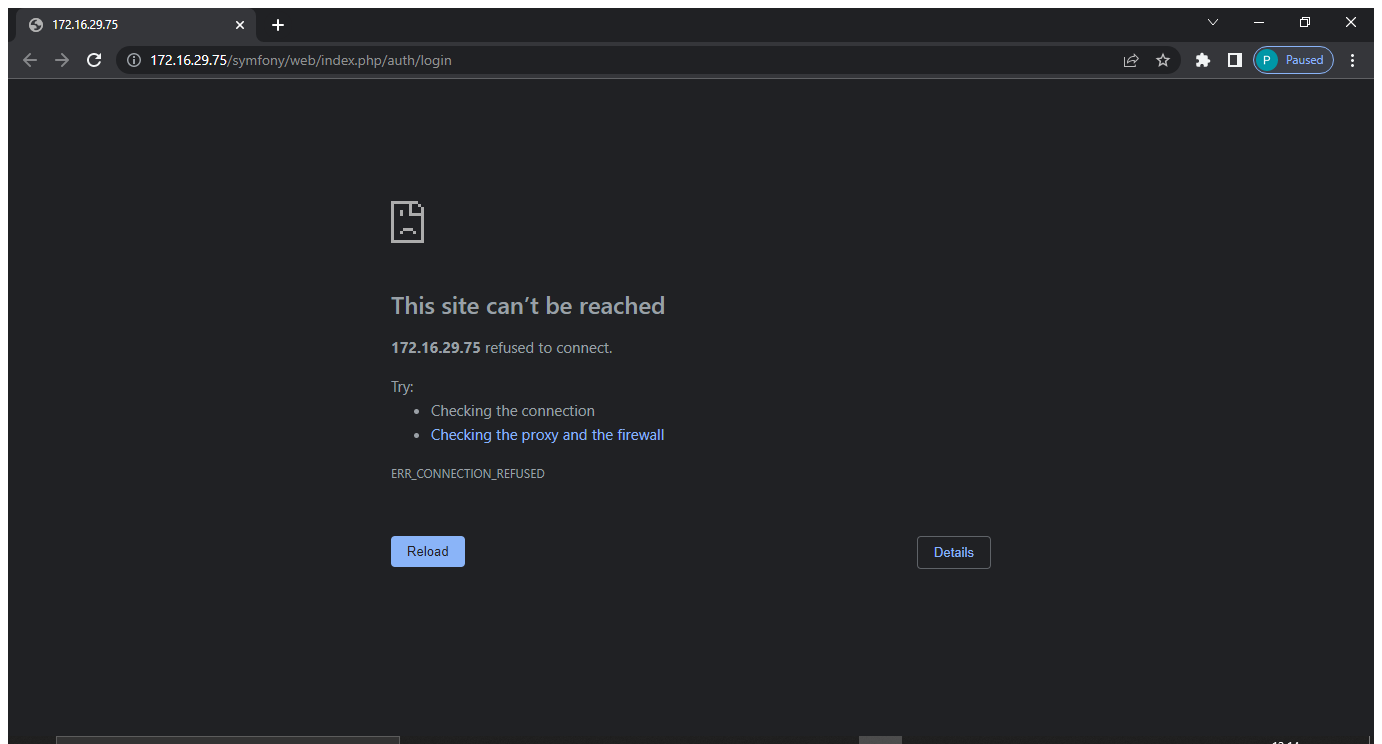 172.16.29.75
172.16.29.75/symfony/web/index.php/auth/login
P Paused
This site can’t be reached
172.16.29.75 refused to connect.
Try:
• Checking the connection
• Checking the proxy and the firewall
ERR_CONNECTION_REFUSED
Reload
Details